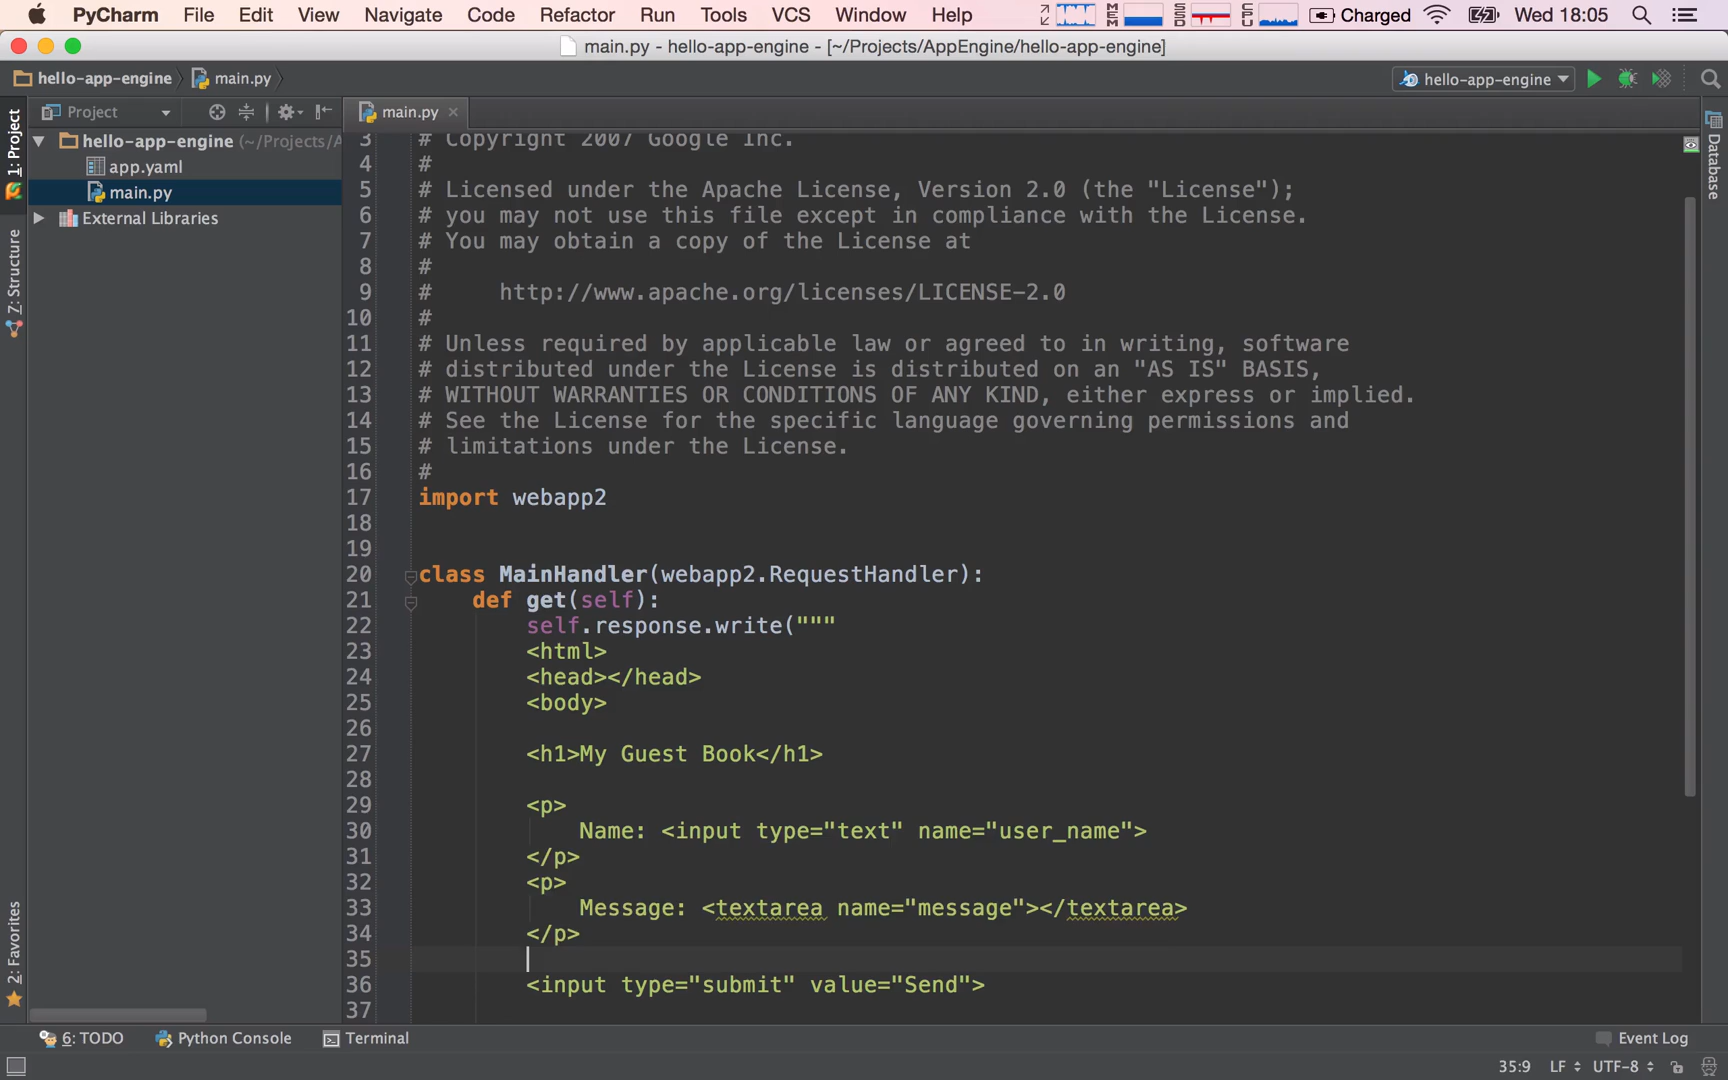 PyCharm File Edit View Navigate Code Refactor Run Tools VCS Window Help MEM SSD CPU Charged Wed 18:05
main.py - hello-app-engine - [~/Projects/AppEngine/hello-app-engine]
hello-app-engine main.py hello-app-engine
Project main.py
hello-app-engine (~/Projects/A
app.yaml
main.py
External Libraries
1: Project
7: Structure
2: Favorites
Database
3 # Copyright 2007 Google Inc.
4 #
5 # Licensed under the Apache License, Version 2.0 (the "License");
6 # you may not use this file except in compliance with the License.
7 # You may obtain a copy of the License at
8 #
9 #     http://www.apache.org/licenses/LICENSE-2.0
10 #
11 # Unless required by applicable law or agreed to in writing, software
12 # distributed under the License is distributed on an "AS IS" BASIS,
13 # WITHOUT WARRANTIES OR CONDITIONS OF ANY KIND, either express or implied.
14 # See the License for the specific language governing permissions and
15 # limitations under the License.
16 #
17 import webapp2
18
19
20 class MainHandler(webapp2.RequestHandler):
21     def get(self):
22         self.response.write("""
23         <html>
24         <head></head>
25         <body>
26
27         <h1>My Guest Book</h1>
28
29         <p>
30             Name: <input type="text" name="user_name">
31         </p>
32         <p>
33             Message: <textarea name="message"></textarea>
34         </p>
35
36         <input type="submit" value="Send">
37
6: TODO Python Console Terminal Event Log
35:9 LF UTF-8